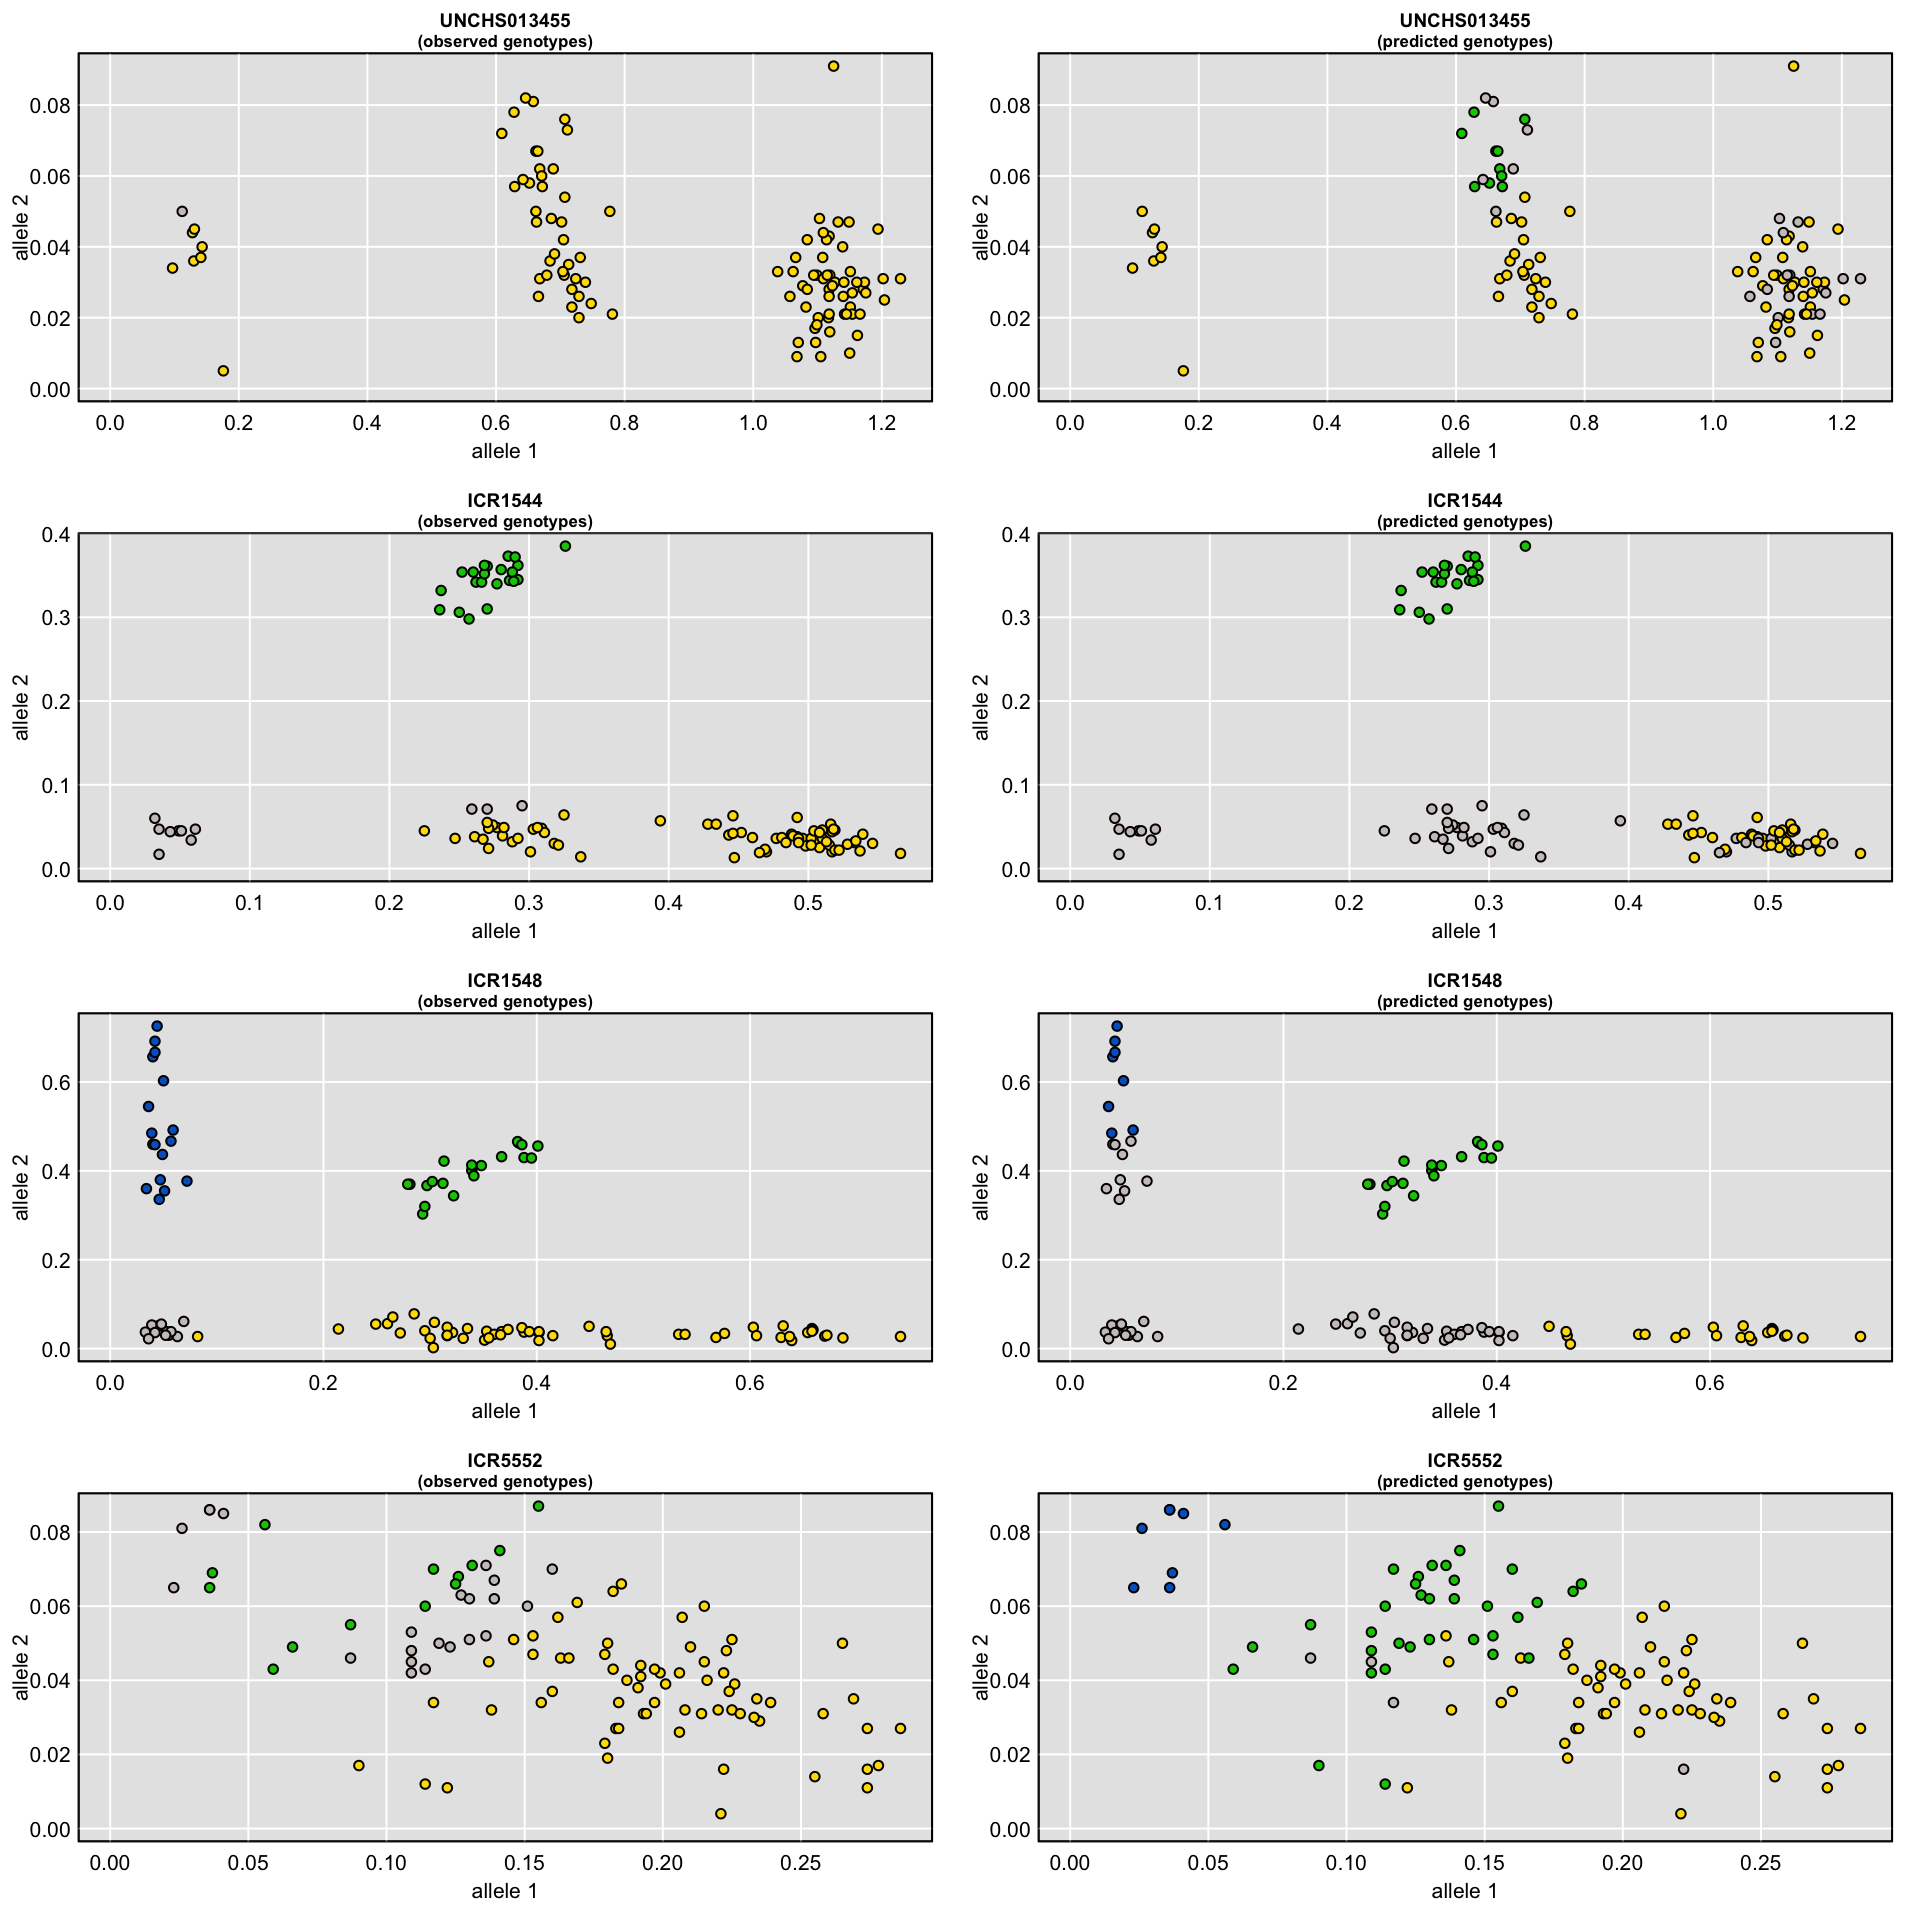 UNCHS013455
(observed genotypes)
allele 2
0.08
0.06
0.04
0.02
0.00
0.0 0.2 0.4 0.6 0.8 1.0 1.2
allele 1
UNCHS013455
(predicted genotypes)
allele 2
0.08
0.06
0.04
0.02
0.00
0.0 0.2 0.4 0.6 0.8 1.0 1.2
allele 1
ICR1544
(observed genotypes)
allele 2
0.4
0.3
0.2
0.1
0.0
0.0 0.1 0.2 0.3 0.4 0.5
allele 1
ICR1544
(predicted genotypes)
allele 2
0.4
0.3
0.2
0.1
0.0
0.0 0.1 0.2 0.3 0.4 0.5
allele 1
ICR1548
(observed genotypes)
allele 2
0.6
0.4
0.2
0.0
0.0 0.2 0.4 0.6
allele 1
ICR1548
(predicted genotypes)
allele 2
0.6
0.4
0.2
0.0
0.0 0.2 0.4 0.6
allele 1
ICR5552
(observed genotypes)
allele 2
0.08
0.06
0.04
0.02
0.00
0.00 0.05 0.10 0.15 0.20 0.25
allele 1
ICR5552
(predicted genotypes)
allele 2
0.08
0.06
0.04
0.02
0.00
0.00 0.05 0.10 0.15 0.20 0.25
allele 1